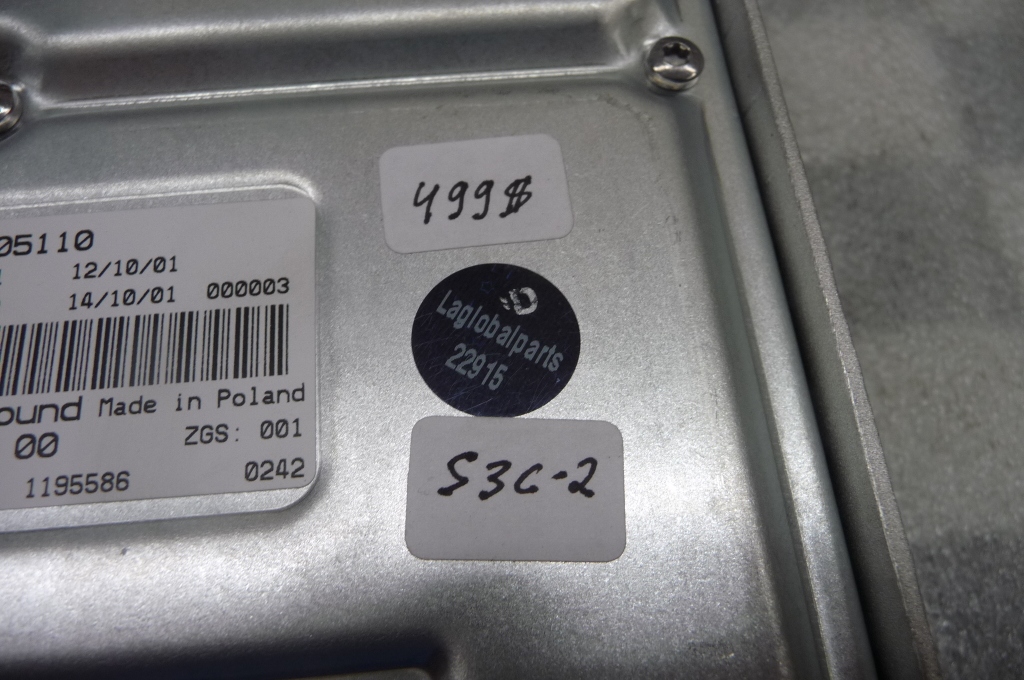 05110
12/10/01
14/10/01 000003
ound Made in Poland
00 ZGS: 001
1195586 0242
499$
Laglobalparts
22915
S3C-2